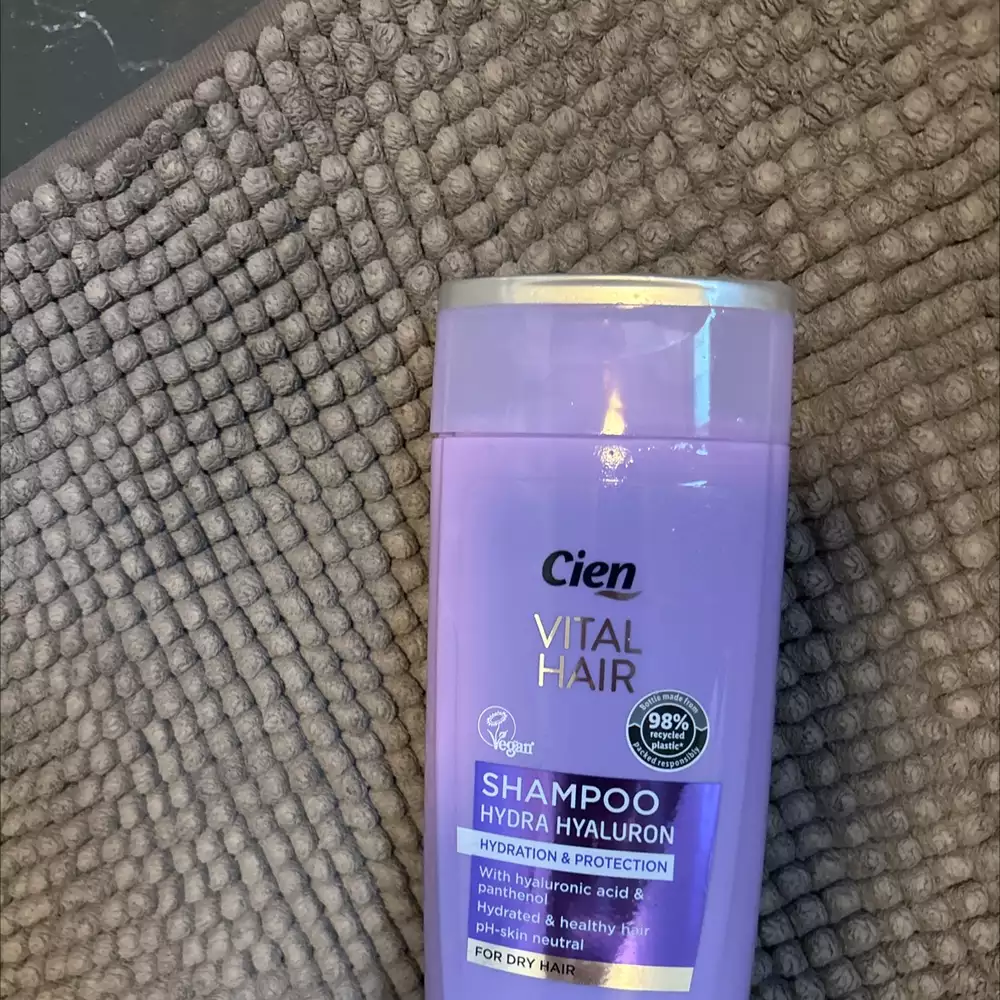 Cien
VITAL
HAIR
Vegan
Bottle made from
98%
recycled
plastic*
packed responsibly
SHAMPOO
HYDRA HYALURON
HYDRATION & PROTECTION
With hyaluronic acid &
panthenol
Hydrated & healthy hair
pH-skin neutral
FOR DRY HAIR